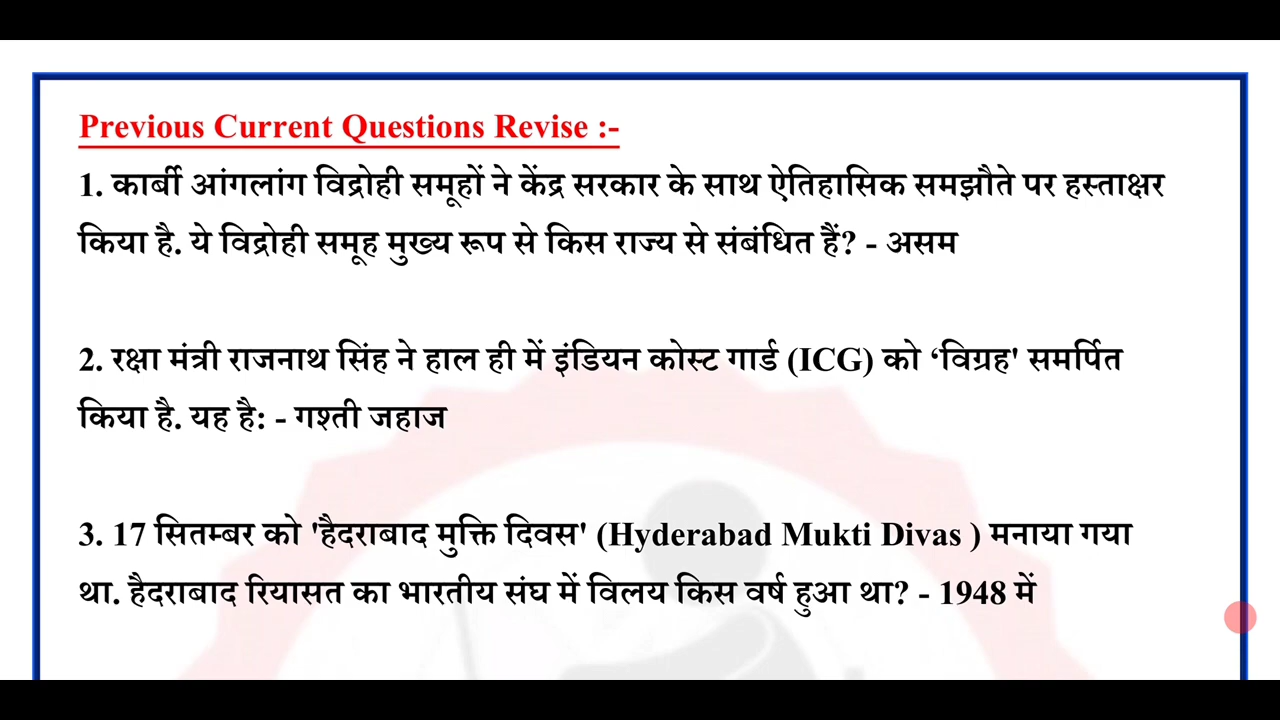 Previous Current Questions Revise :-
1. कार्बी आंगलांग विद्रोही समूहों ने केंद्र सरकार के साथ ऐतिहासिक समझौते पर हस्ताक्षर
किया है. ये विद्रोही समूह मुख्य रूप से किस राज्य से संबंधित हैं? - असम
2. रक्षा मंत्री राजनाथ सिंह ने हाल ही में इंडियन कोस्ट गार्ड (ICG) को ‘विग्रह' समर्पित
किया है. यह है: - गश्ती जहाज
3. 17 सितम्बर को 'हैदराबाद मुक्ति दिवस' (Hyderabad Mukti Divas ) मनाया गया
था. हैदराबाद रियासत का भारतीय संघ में विलय किस वर्ष हुआ था? - 1948 में